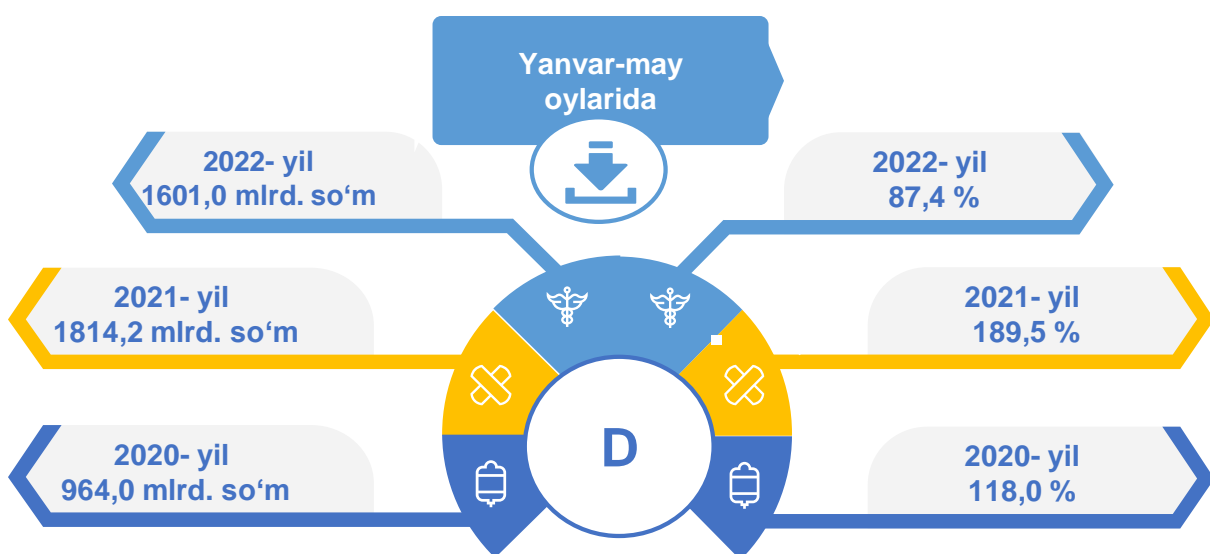 Yanvar-may
oylarida
2022- yil
1601,0 mlrd. so‘m
2022- yil
87,4 %
2021- yil
1814,2 mlrd. so‘m
2021- yil
189,5 %
D
2020- yil
964,0 mlrd. so‘m
2020- yil
118,0 %